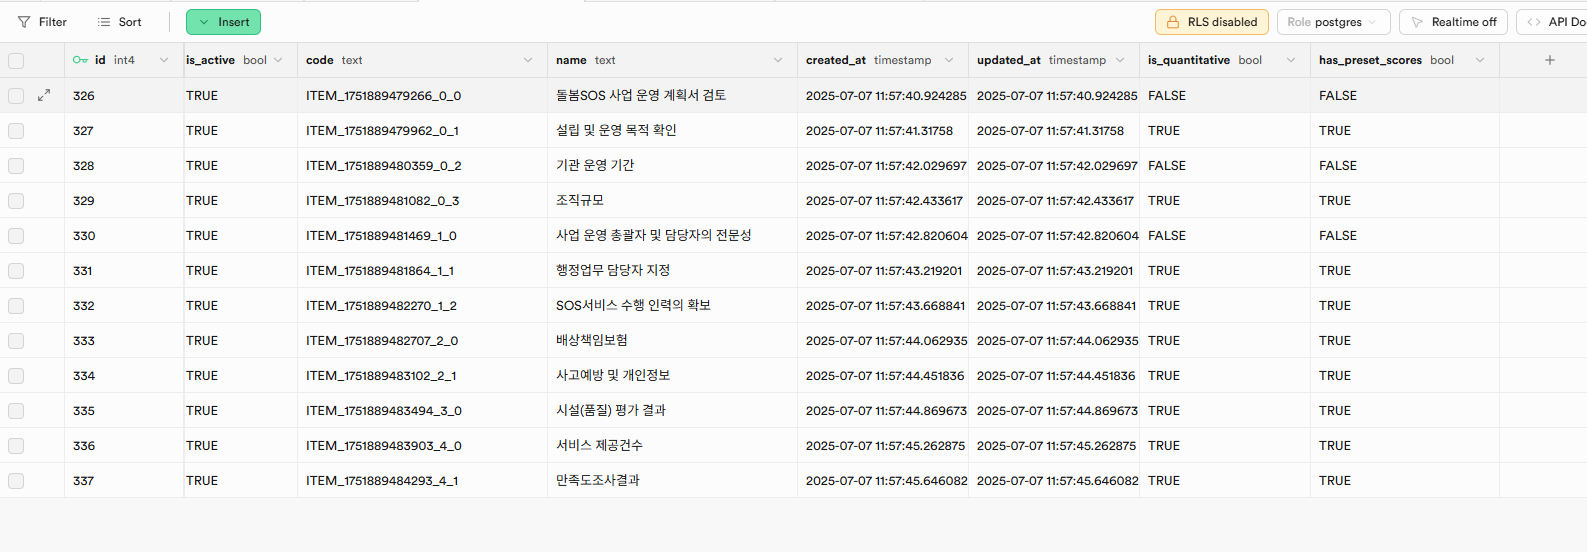 Filter Sort Insert RLS disabled Role postgres Realtime off API Do
id int4 is_active bool code text name text created_at timestamp updated_at timestamp is_quantitative bool has_preset_scores bool
326 TRUE ITEM_1751889479266_0_0 돌봄SOS 사업 운영 계획서 검토 2025-07-07 11:57:40.924285 2025-07-07 11:57:40.924285 FALSE FALSE
327 TRUE ITEM_1751889479962_0_1 설립 및 운영 목적 확인 2025-07-07 11:57:41.31758 2025-07-07 11:57:41.31758 TRUE TRUE
328 TRUE ITEM_1751889480359_0_2 기관 운영 기간 2025-07-07 11:57:42.029697 2025-07-07 11:57:42.029697 FALSE FALSE
329 TRUE ITEM_1751889481082_0_3 조직규모 2025-07-07 11:57:42.433617 2025-07-07 11:57:42.433617 TRUE TRUE
330 TRUE ITEM_1751889481469_1_0 사업 운영 총괄자 및 담당자의 전문성 2025-07-07 11:57:42.820604 2025-07-07 11:57:42.820604 FALSE FALSE
331 TRUE ITEM_1751889481864_1_1 행정업무 담당자 지정 2025-07-07 11:57:43.219201 2025-07-07 11:57:43.219201 TRUE TRUE
332 TRUE ITEM_1751889482270_1_2 SOS서비스 수행 인력의 확보 2025-07-07 11:57:43.668841 2025-07-07 11:57:43.668841 TRUE TRUE
333 TRUE ITEM_1751889482707_2_0 배상책임보험 2025-07-07 11:57:44.062935 2025-07-07 11:57:44.062935 TRUE TRUE
334 TRUE ITEM_1751889483102_2_1 사고예방 및 개인정보 2025-07-07 11:57:44.451836 2025-07-07 11:57:44.451836 TRUE TRUE
335 TRUE ITEM_1751889483494_3_0 시설(품질) 평가 결과 2025-07-07 11:57:44.869673 2025-07-07 11:57:44.869673 TRUE TRUE
336 TRUE ITEM_1751889483903_4_0 서비스 제공건수 2025-07-07 11:57:45.262875 2025-07-07 11:57:45.262875 TRUE TRUE
337 TRUE ITEM_1751889484293_4_1 만족도조사결과 2025-07-07 11:57:45.646082 2025-07-07 11:57:45.646082 TRUE TRUE